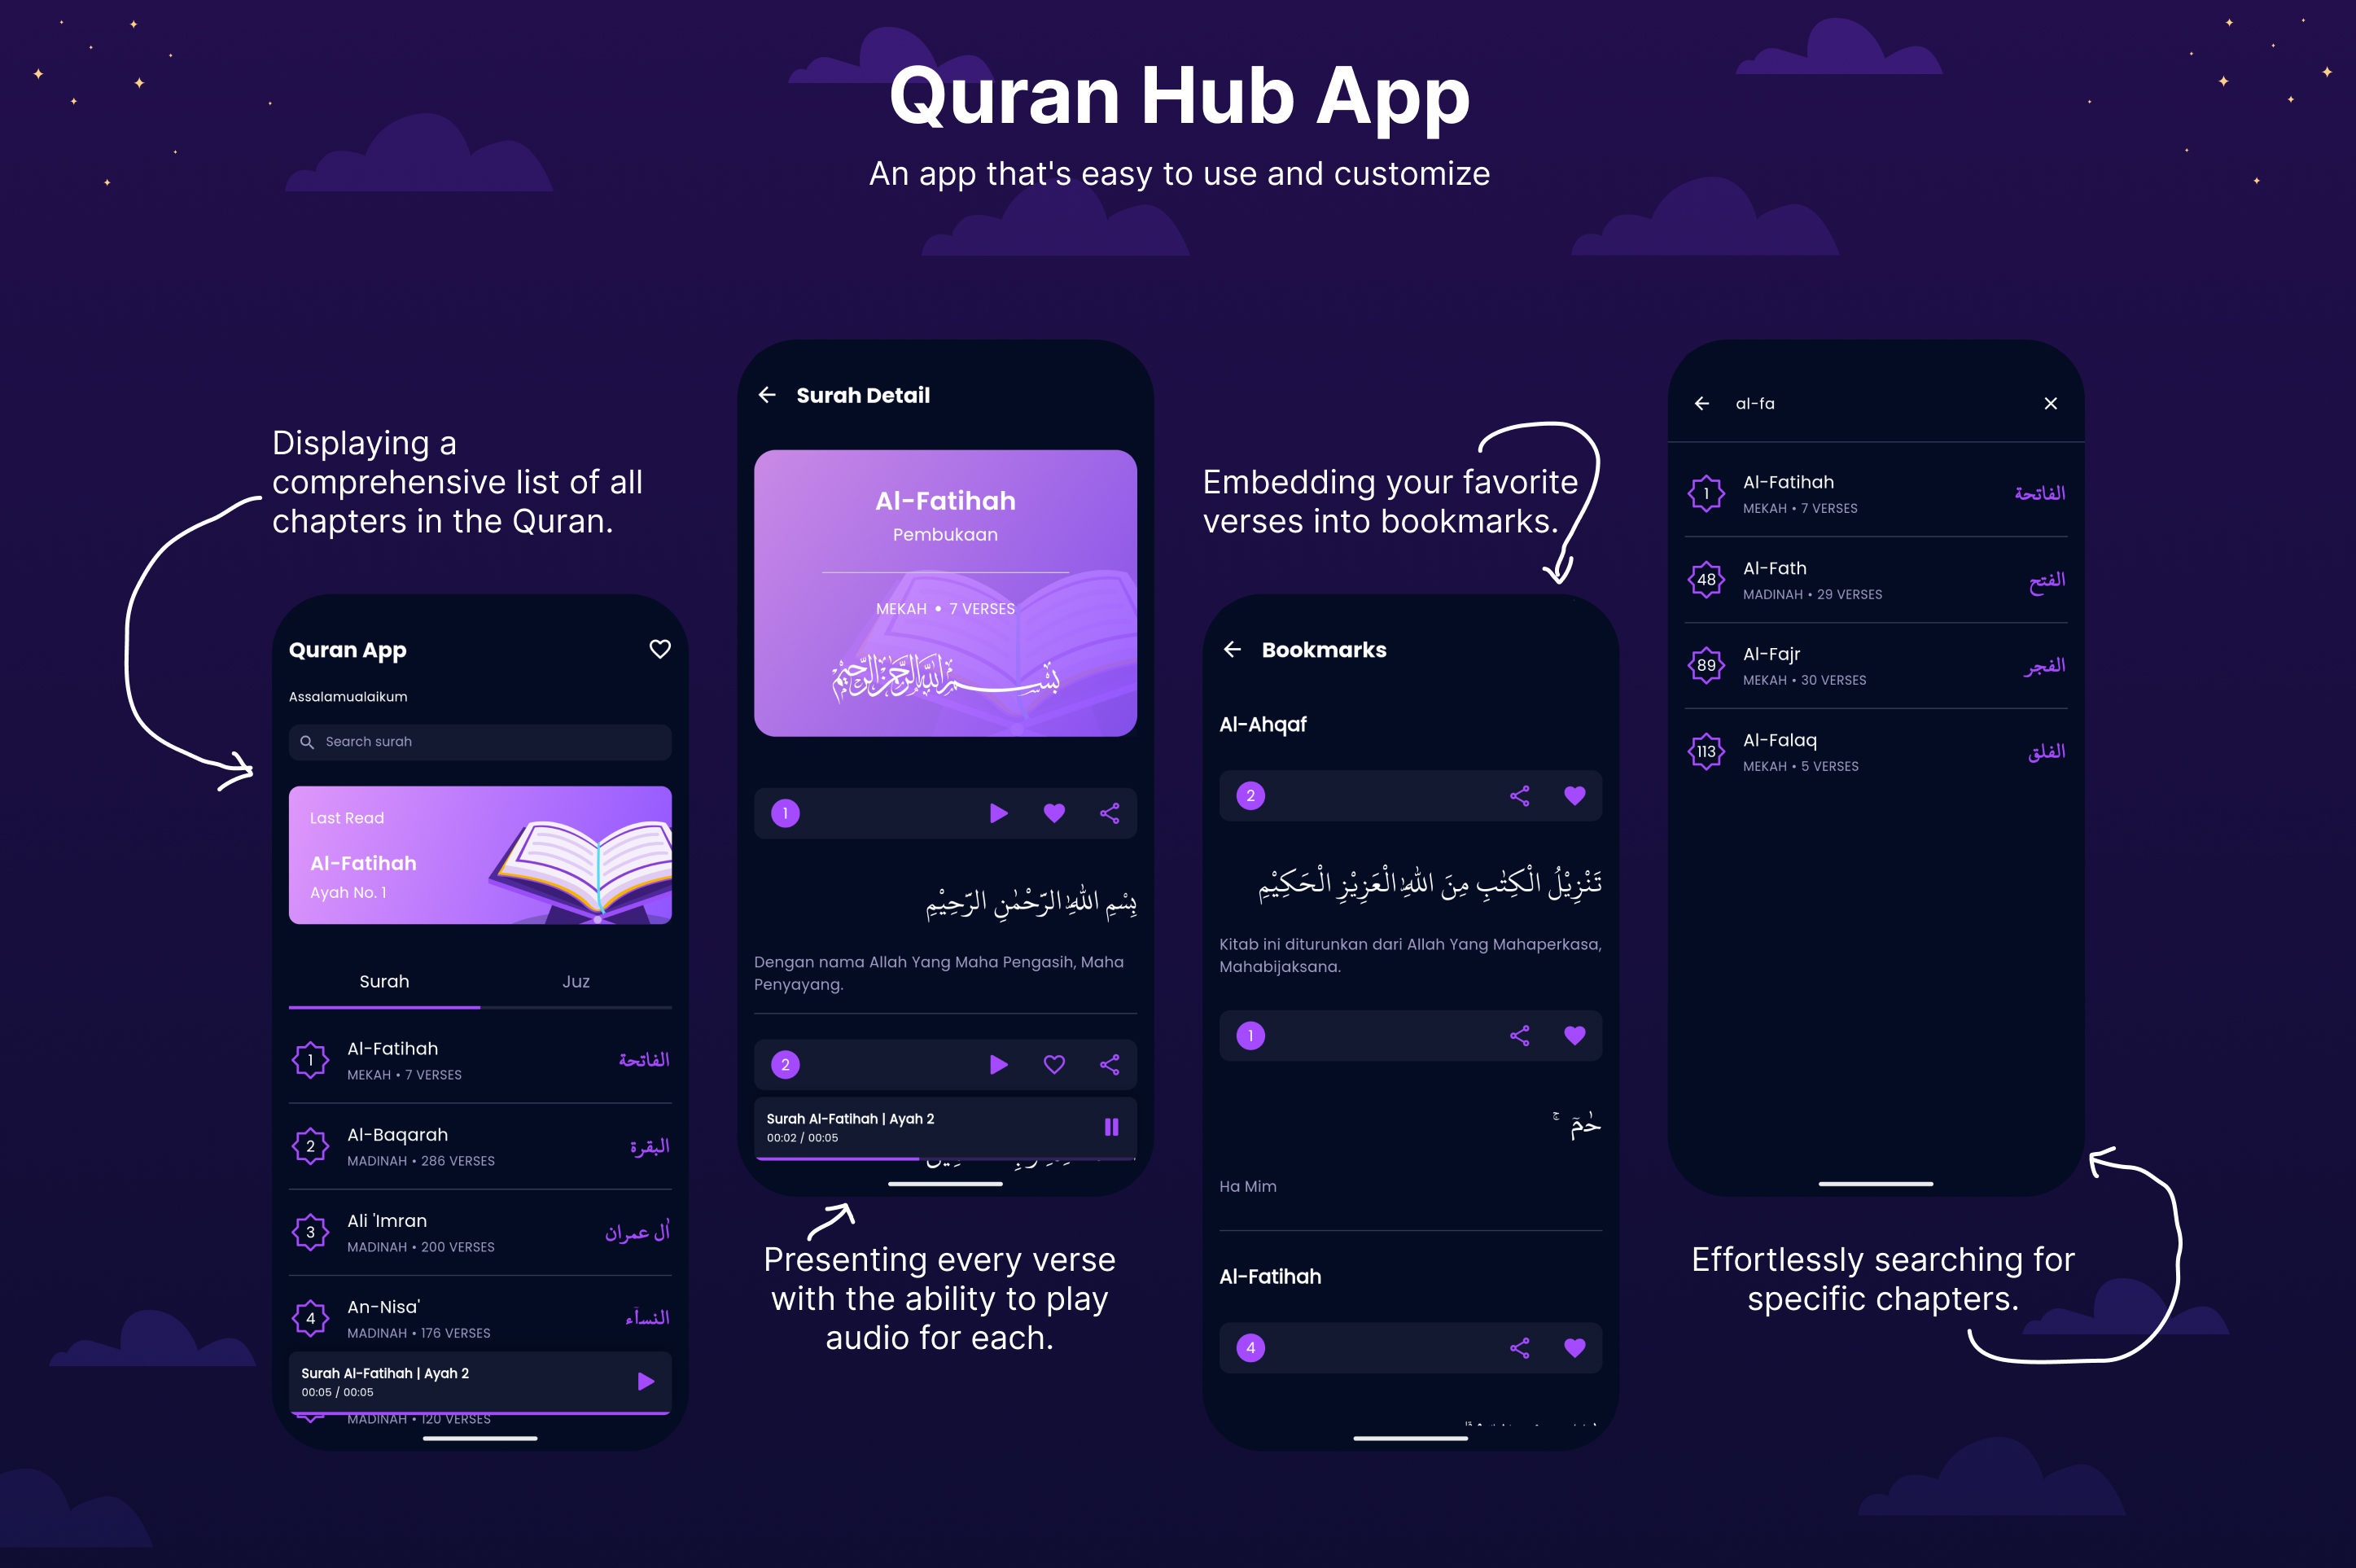 Quran Hub App
An app that's easy to use and customize
Displaying a
comprehensive list of all
chapters in the Quran.
Quran App
Assalamualaikum
Search surah
Last Read
Al-Fatihah
Ayah No. 1
Surah Juz
1 Al-Fatihah الفاتحة
MEKAH • 7 VERSES
2 Al-Baqarah البقرة
MADINAH • 286 VERSES
3 Ali 'Imran اٰل عمران
MADINAH • 200 VERSES
4 An-Nisa' النساۤء
MADINAH • 176 VERSES
Surah Al-Fatihah | Ayah 2
00:05 / 00:05
MADINAH • 120 VERSES
Surah Detail
Al-Fatihah
Pembukaan
MEKAH • 7 VERSES
بسم الله الرحمن الرحيم
1
بِسْمِ اللّٰهِ الرَّحْمٰنِ الرَّحِيْمِ
Dengan nama Allah Yang Maha Pengasih, Maha
Penyayang.
2
Surah Al-Fatihah | Ayah 2
00:02 / 00:05
Presenting every verse
with the ability to play
audio for each.
Embedding your favorite
verses into bookmarks.
Bookmarks
Al-Ahqaf
2
تَنْزِيْلُ الْكِتٰبِ مِنَ اللّٰهِ الْعَزِيْزِ الْحَكِيْمِ
Kitab ini diturunkan dari Allah Yang Mahaperkasa,
Mahabijaksana.
1
حٰمۤ ۚ
Ha Mim
Al-Fatihah
4
al-fa
1 Al-Fatihah الفاتحة
MEKAH • 7 VERSES
48 Al-Fath الفتح
MADINAH • 29 VERSES
89 Al-Fajr الفجر
MEKAH • 30 VERSES
113 Al-Falaq الفلق
MEKAH • 5 VERSES
Effortlessly searching for
specific chapters.